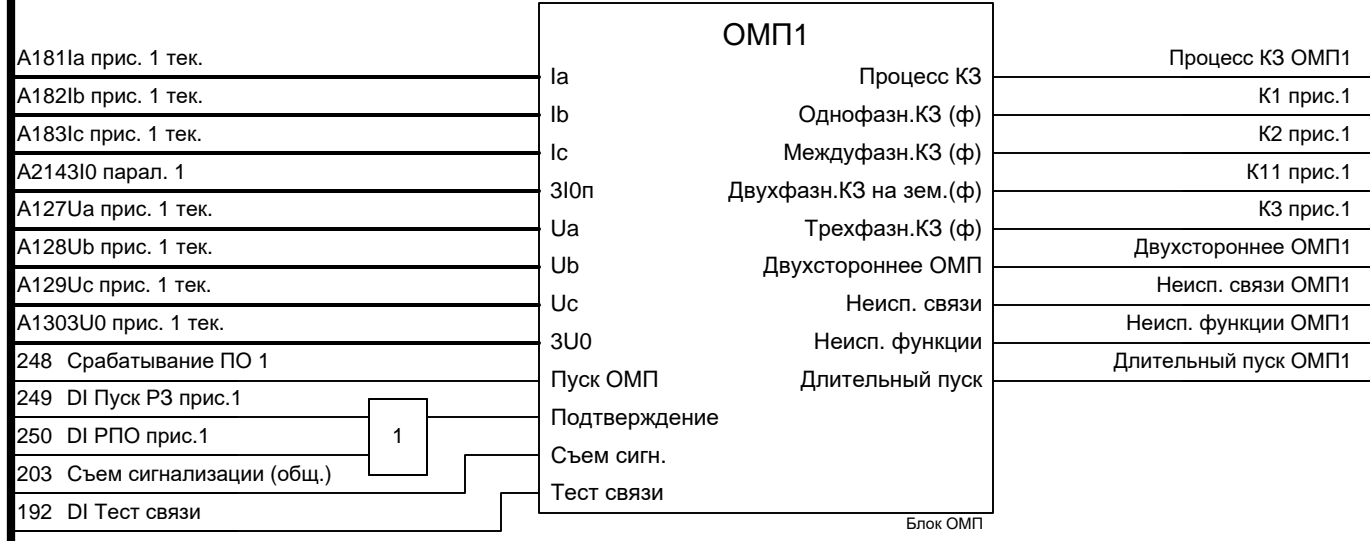 ОМП1
A181Ia прис. 1 тек.
A182Ib прис. 1 тек.
A183Ic прис. 1 тек.
A2143I0 парал. 1
A127Ua прис. 1 тек.
A128Ub прис. 1 тек.
A129Uc прис. 1 тек.
A1303U0 прис. 1 тек.
248 Срабатывание ПО 1
249 DI Пуск РЗ прис.1
250 DI РПО прис.1
203 Съем сигнализации (общ.)
192 DI Тест связи
1
Ia
Ib
Ic
3I0п
Ua
Ub
Uc
3U0
Пуск ОМП
Подтверждение
Съем сигн.
Тест связи
Процесс КЗ
Однофазн.КЗ (ф)
Междуфазн.КЗ (ф)
Двухфазн.КЗ на зем.(ф)
Трехфазн.КЗ (ф)
Двухстороннее ОМП
Неисп. связи
Неисп. функции
Длительный пуск
Блок ОМП
Процесс КЗ ОМП1
К1 прис.1
К2 прис.1
К11 прис.1
К3 прис.1
Двухстороннее ОМП1
Неисп. связи ОМП1
Неисп. функции ОМП1
Длительный пуск ОМП1